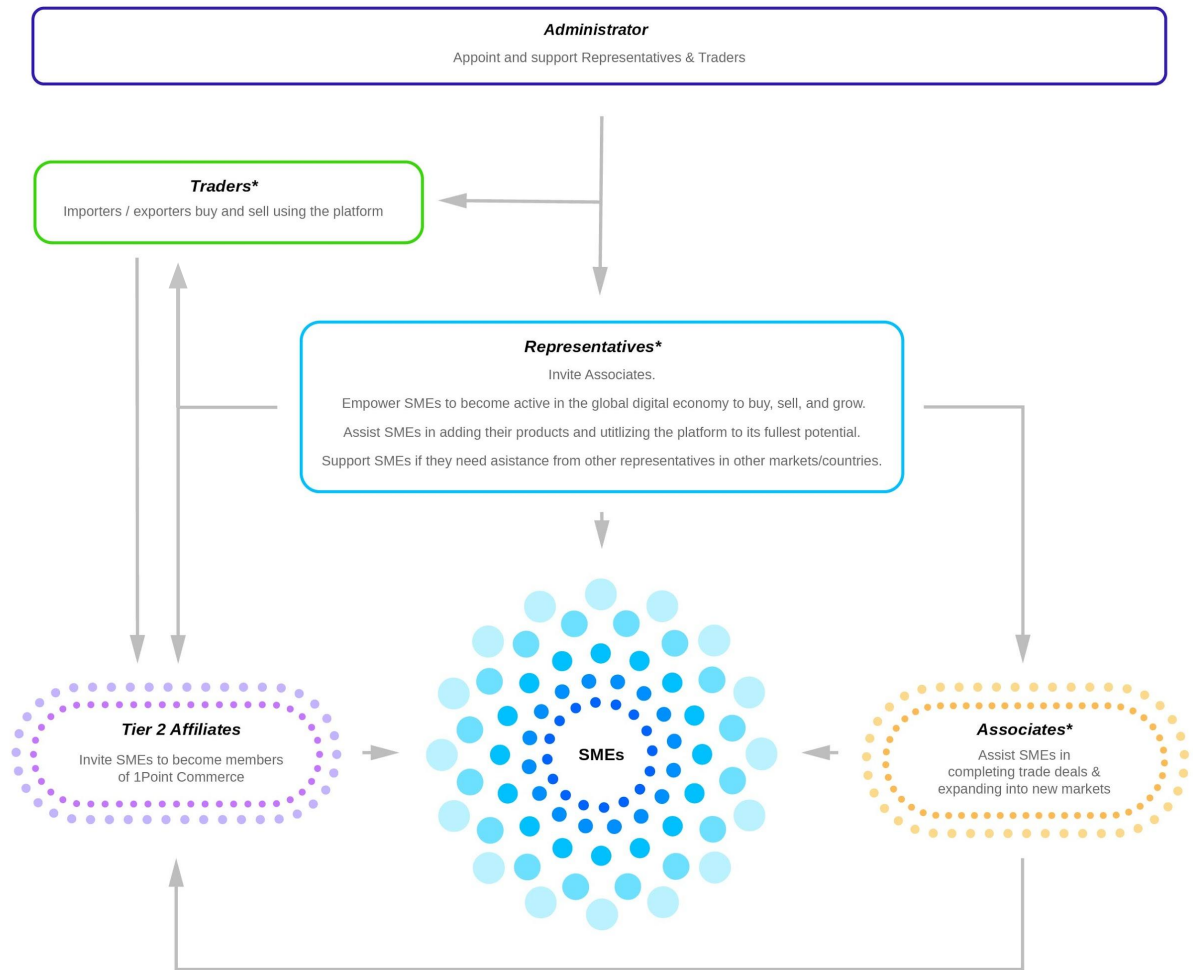 Administrator
Appoint and support Representatives & Traders
Traders*
Importers / exporters buy and sell using the platform
Representatives*
Invite Associates.
Empower SMEs to become active in the global digital economy to buy, sell, and grow.
Assist SMEs in adding their products and utitlizing the platform to its fullest potential.
Support SMEs if they need asistance from other representatives in other markets/countries.
Tier 2 Affiliates
Invite SMEs to become members
of 1Point Commerce
SMEs
Associates*
Assist SMEs in
completing trade deals &
expanding into new markets